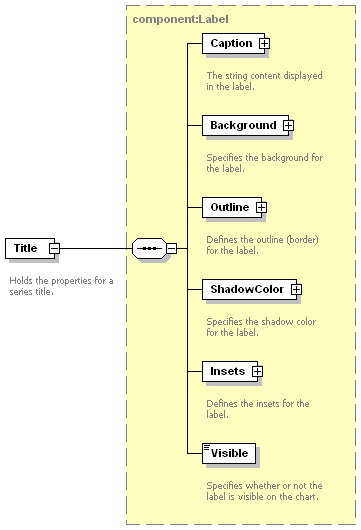 component:Label
Caption
The string content displayed
in the label.
Background
Specifies the background for
the label.
Outline
Defines the outline (border)
for the label.
Title
Holds the properties for a
series title.
ShadowColor
Specifies the shadow color
for the label.
Insets
Defines the insets for the
label.
Visible
Specifies whether or not the
label is visible on the chart.